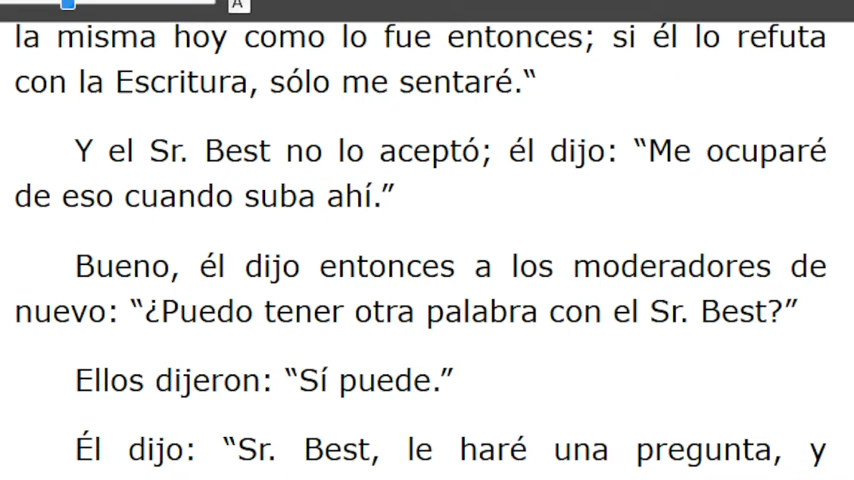 A
la misma hoy como lo fue entonces; si él lo refuta
con la Escritura, sólo me sentaré.“
Y el Sr. Best no lo aceptó; él dijo: “Me ocuparé
de eso cuando suba ahí.”
Bueno, él dijo entonces a los moderadores de
nuevo: “¿Puedo tener otra palabra con el Sr. Best?”
Ellos dijeron: “Sí puede.”
Él dijo: “Sr. Best, le haré una pregunta, y